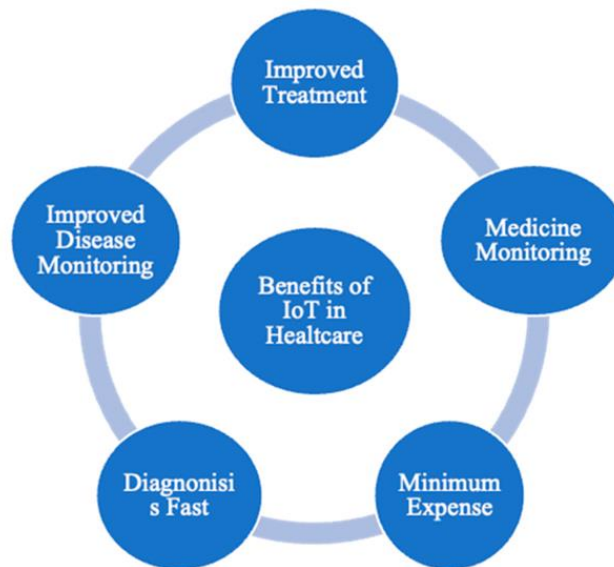 Improved
Treatment
Improved
Disease
Monitoring
Medicine
Monitoring
Benefits of
IoT in
Healtcare
Diagnonisi
s Fast
Minimum
Expense